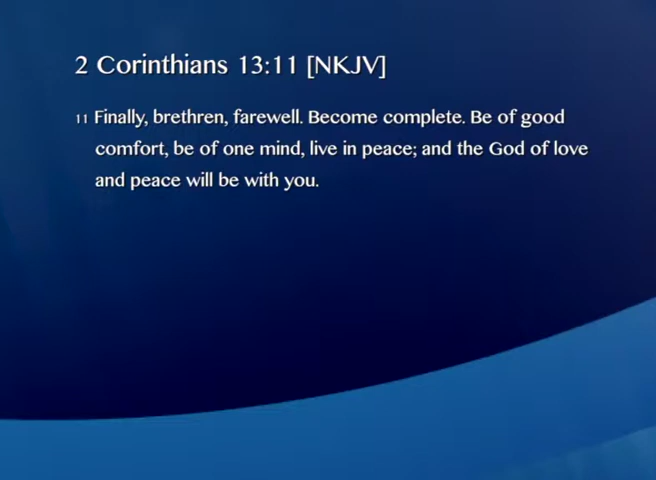 2 Corinthians 13:11 [NKJV]
11 Finally, brethren, farewell. Become complete. Be of good
comfort, be of one mind, live in peace; and the God of love
and peace will be with you.